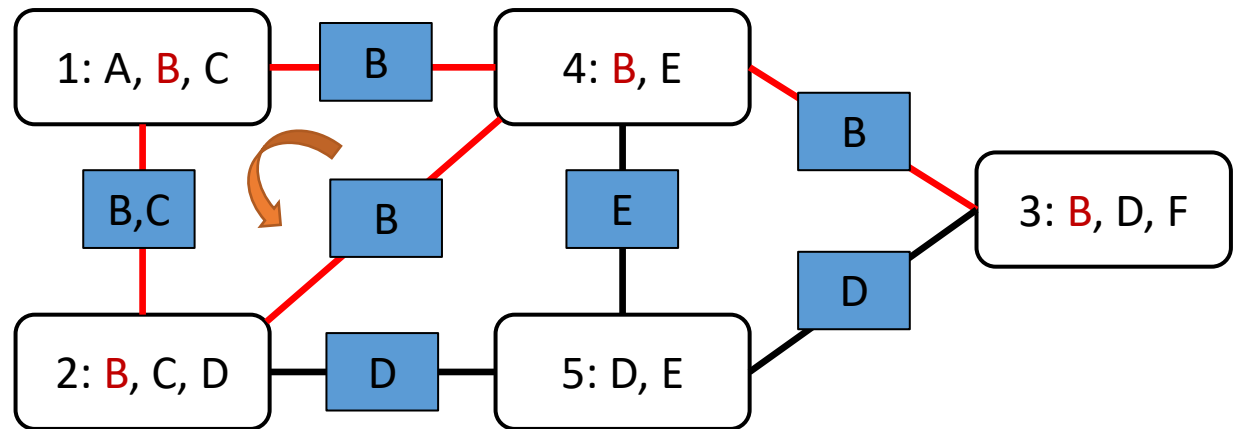 1: A, B, C
B
4: B, E
B
B,C
B
E
3: B, D, F
D
2: B, C, D
D
5: D, E